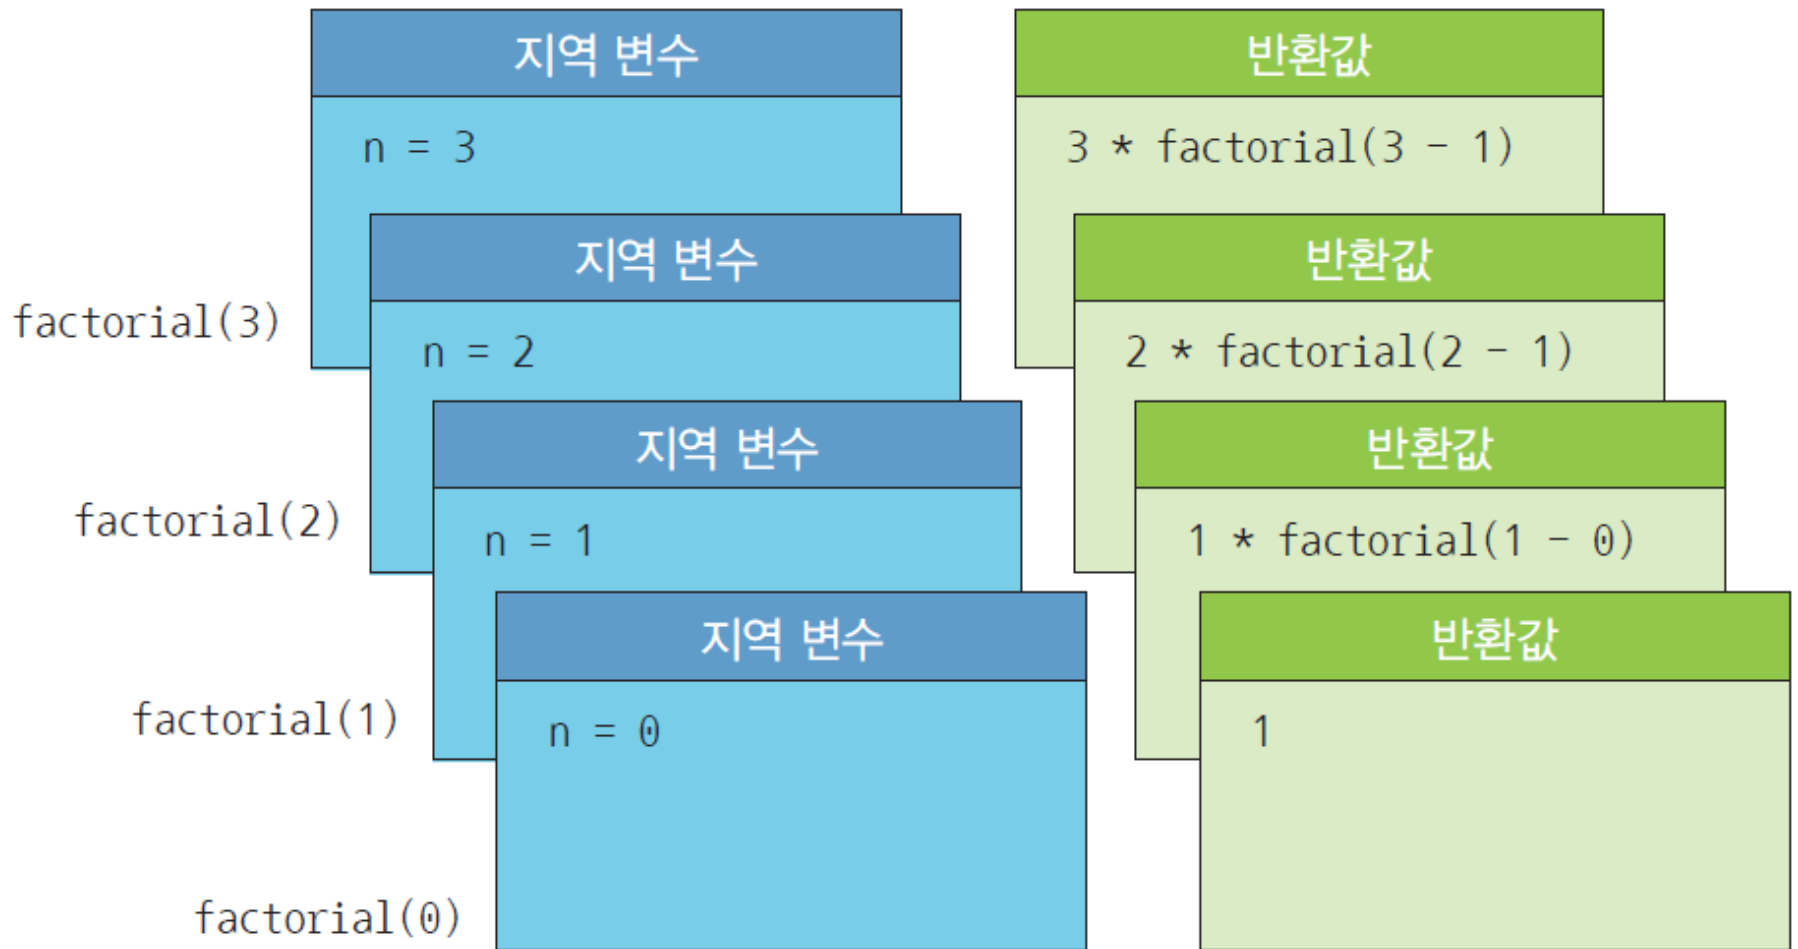 지역 변수
반환값
n = 3
3 * factorial(3 - 1)
지역 변수
반환값
factorial(3)
n = 2
2 * factorial(2 - 1)
지역 변수
반환값
factorial(2)
n = 1
1 * factorial(1 - 0)
지역 변수
반환값
factorial(1)
n = 0
1
factorial(0)